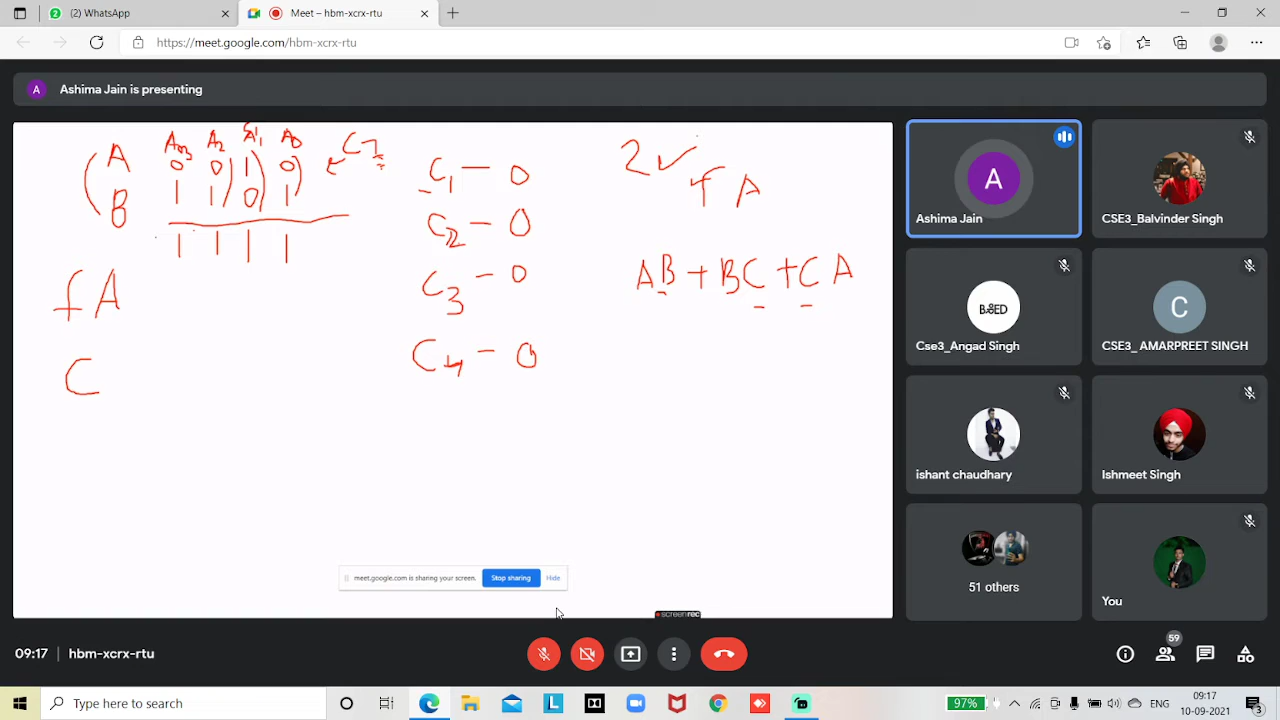 (2) WhatsApp
Meet – hbm-xcrx-rtu
https://meet.google.com/hbm-xcrx-rtu
A Ashima Jain is presenting
A3 A2 A1 A0
A 0 0 1 0
B 1 1 0 1
1 1 1 1
fA
C
C1 — 0
C2 – 0
C3 – 0
C4 – 0
2 ✓
fA
AB + BC + CA
meet.google.com is sharing your screen. Stop sharing Hide
screenrec
A
Ashima Jain
CSE3_Balvinder Singh
Cse3_Angad Singh
C
CSE3_AMARPREET SINGH
ishant chaudhary
Ishmeet Singh
51 others
You
09:17 | hbm-xcrx-rtu
59
Type here to search
L
97%
ENG
09:17
10-09-2021
3